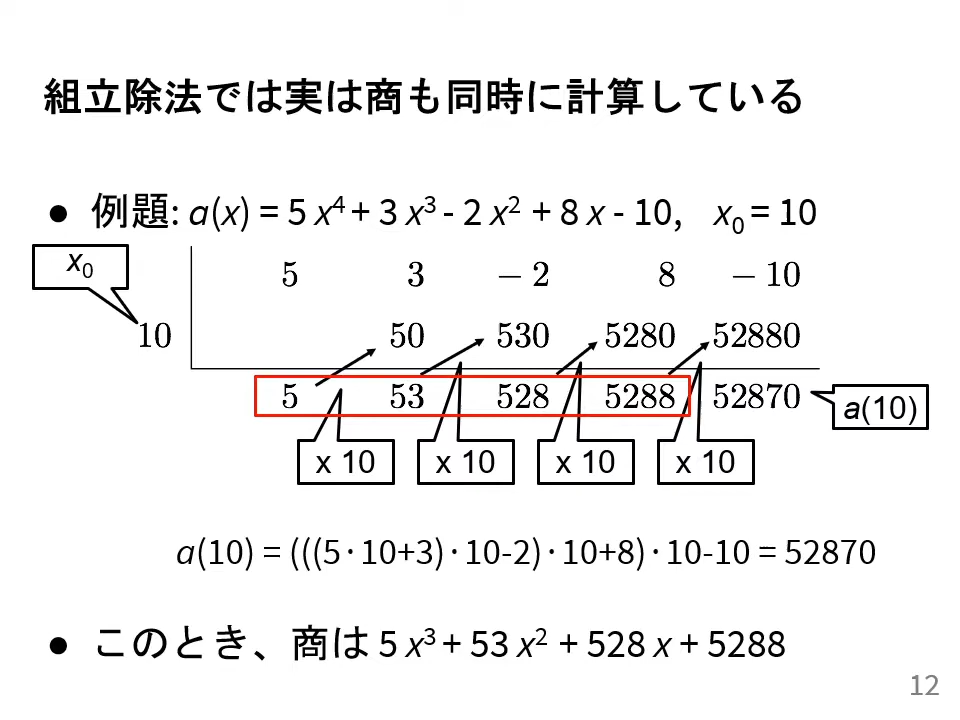 組立除法では実は商も同時に計算している
● 例題: a(x) = 5 x⁴ + 3 x³ - 2 x² + 8 x - 10, x₀ = 10
x₀
5 3 − 2 8 − 10
10 50 530 5280 52880
5 53 528 5288 52870
a(10)
x 10 x 10 x 10 x 10
a(10) = (((5·10+3)·10-2)·10+8)·10-10 = 52870
● このとき、商は 5 x³ + 53 x² + 528 x + 5288
12